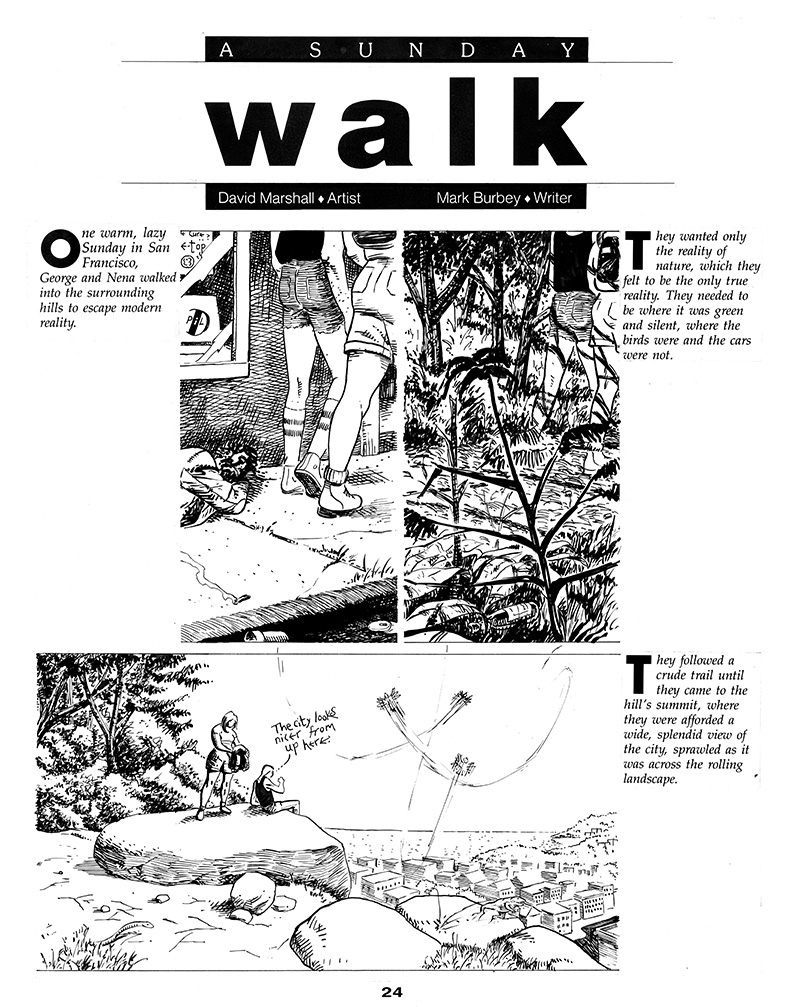 A SUNDAY
walk
David Marshall ♦ Artist
Mark Burbey ♦ Writer
One warm, lazy
Sunday in San
Francisco,
George and Nena walked
into the surrounding
hills to escape modern
reality.
They wanted only
the reality of
nature, which they
felt to be the only true
reality. They needed to
be where it was green
and silent, where the
birds were and the cars
were not.
They followed a
crude trail until
they came to the
hill's summit, where
they were afforded a
wide, splendid view of
the city, sprawled as it
was across the rolling
landscape.
The city looks
nicer from
up here.
24